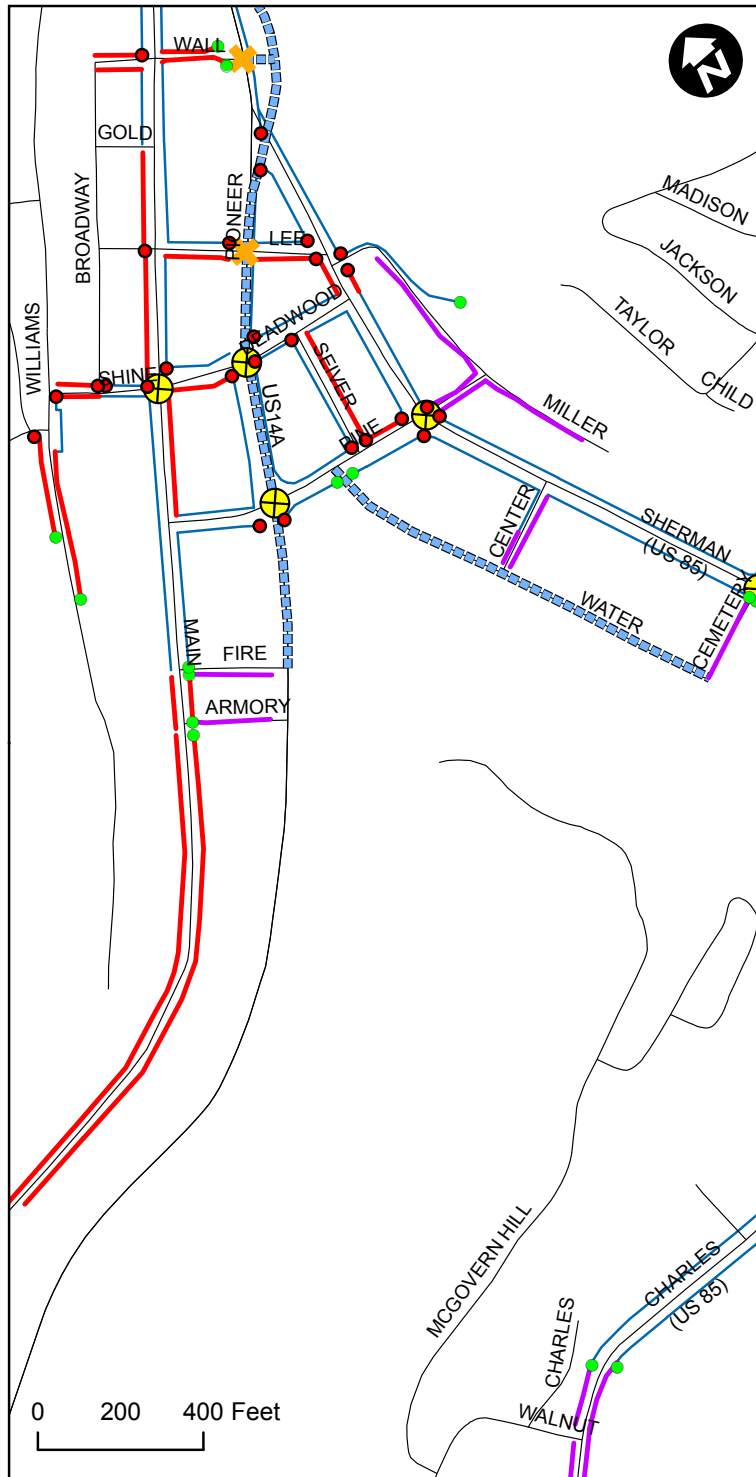 WALL
N
GOLD
MADISON
BROADWAY
PIONEER
LEE
JACKSON
WILLIAMS
DEADWOOD
TAYLOR
SHINE
SEIVER
CHILD
US14A
PINE
MILLER
CENTER
SHERMAN
(US 85)
WATER
CEMETERY
MAIN
FIRE
ARMORY
MCGOVERN HILL
CHARLES
(US 85)
CHARLES
WALNUT
0 200 400 Feet